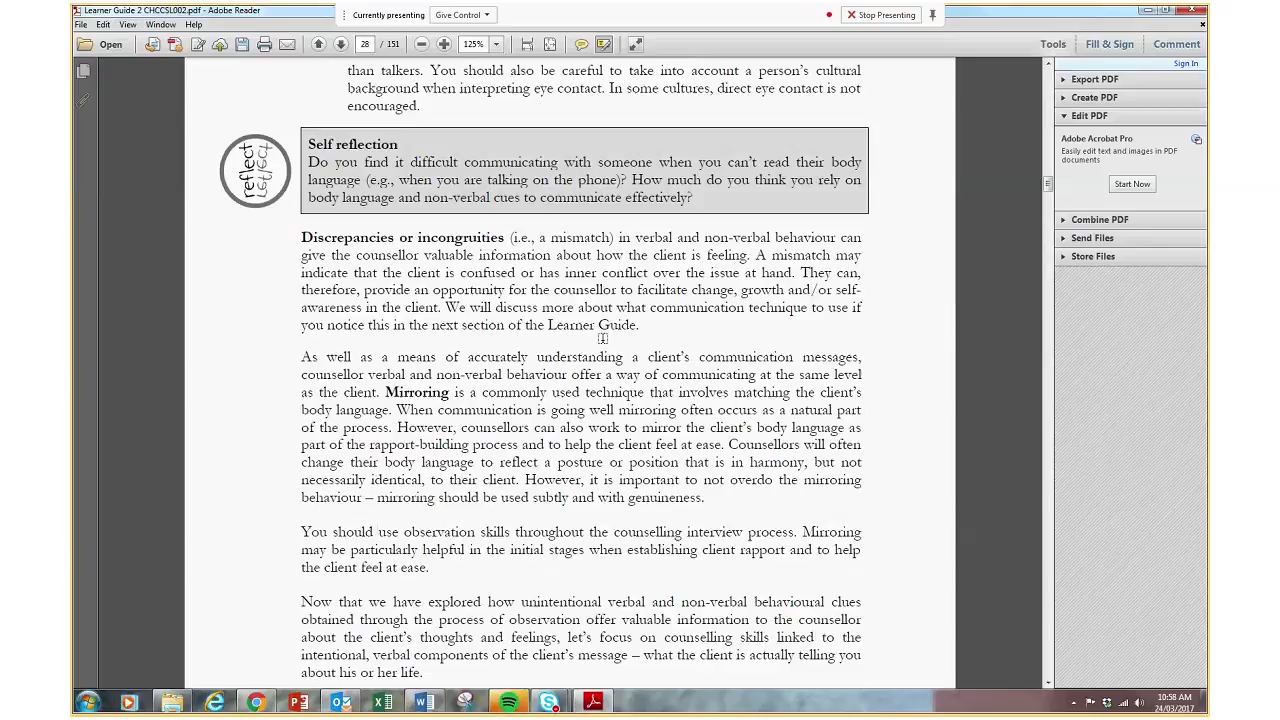 Learner Guide 2 CHCCSL002.pdf - Adobe Reader
Currently presenting Give Control Stop Presenting
File Edit View Window Help
Open 28 / 151 125% Tools Fill & Sign Comment
Sign In
than talkers. You should also be careful to take into account a person's cultural
background when interpreting eye contact. In some cultures, direct eye contact is not
encouraged.
reflect
Self reflection
Do you find it difficult communicating with someone when you can't read their body
language (e.g., when you are talking on the phone)? How much do you think you rely on
body language and non-verbal cues to communicate effectively?
Discrepancies or incongruities (i.e., a mismatch) in verbal and non-verbal behaviour can
give the counsellor valuable information about how the client is feeling. A mismatch may
indicate that the client is confused or has inner conflict over the issue at hand. They can,
therefore, provide an opportunity for the counsellor to facilitate change, growth and/or self-
awareness in the client. We will discuss more about what communication technique to use if
you notice this in the next section of the Learner Guide.
As well as a means of accurately understanding a client's communication messages,
counsellor verbal and non-verbal behaviour offer a way of communicating at the same level
as the client. Mirroring is a commonly used technique that involves matching the client's
body language. When communication is going well mirroring often occurs as a natural part
of the process. However, counsellors can also work to mirror the client's body language as
part of the rapport-building process and to help the client feel at ease. Counsellors will often
change their body language to reflect a posture or position that is in harmony, but not
necessarily identical, to their client. However, it is important to not overdo the mirroring
behaviour – mirroring should be used subtly and with genuineness.
You should use observation skills throughout the counselling interview process. Mirroring
may be particularly helpful in the initial stages when establishing client rapport and to help
the client feel at ease.
Now that we have explored how unintentional verbal and non-verbal behavioural clues
obtained through the process of observation offer valuable information to the counsellor
about the client's thoughts and feelings, let's focus on counselling skills linked to the
intentional, verbal components of the client's message – what the client is actually telling you
about his or her life.
Export PDF
Create PDF
Edit PDF
Adobe Acrobat Pro
Easily edit text and images in PDF
documents
Start Now
Combine PDF
Send Files
Store Files
10:58 AM
24/03/2017